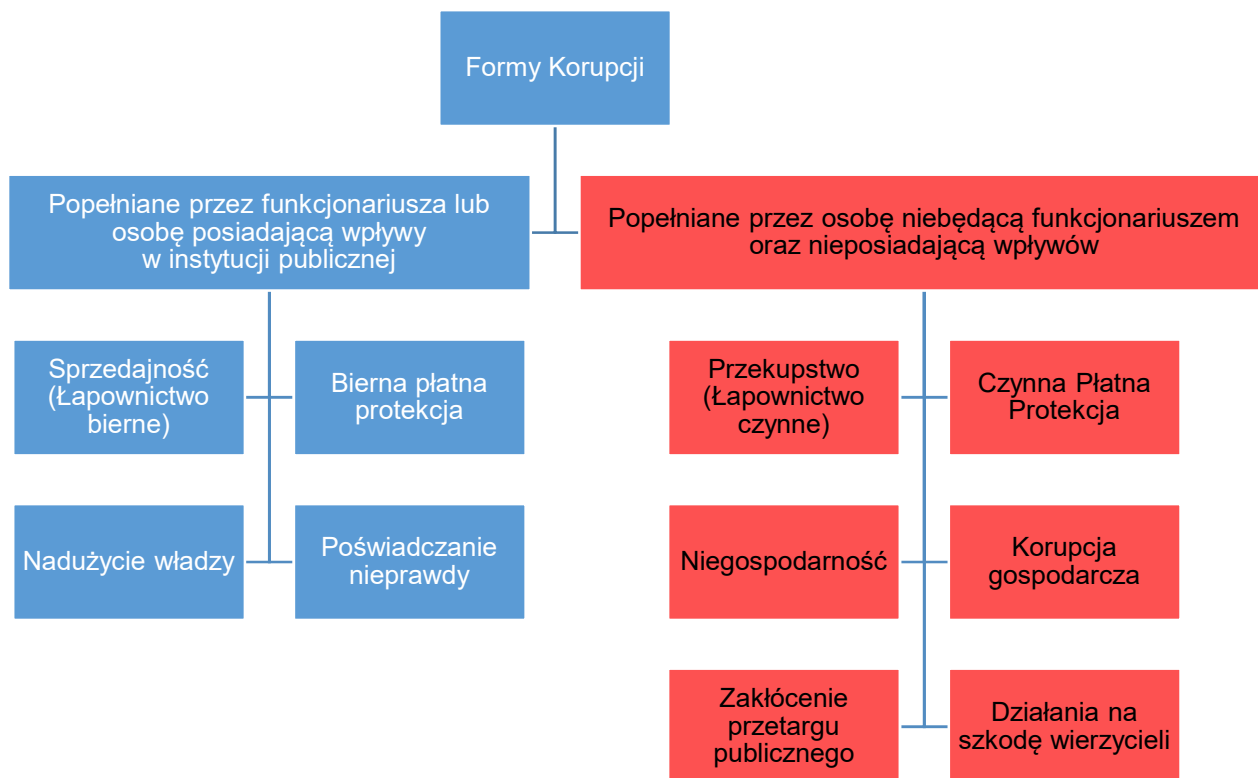 Formy Korupcji
Popełniane przez funkcjonariusza lub
osobę posiadającą wpływy
w instytucji publicznej
Popełniane przez osobę niebędącą funkcjonariuszem
oraz nieposiadającą wpływów
Sprzedajność
(Łapownictwo
bierne)
Bierna płatna
protekcja
Przekupstwo
(Łapownictwo
czynne)
Czynna Płatna
Protekcja
Nadużycie władzy
Poświadczanie
nieprawdy
Niegospodarność
Korupcja
gospodarcza
Zakłócenie
przetargu
publicznego
Działania na
szkodę wierzycieli